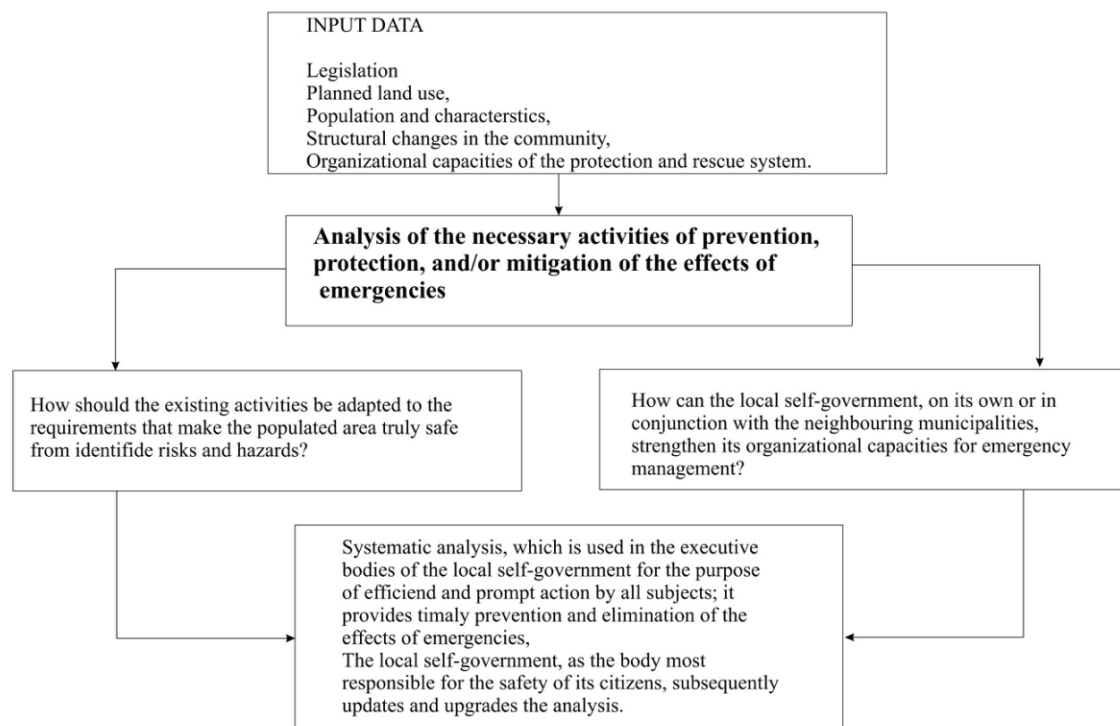 INPUT DATA
Legislation
Planned land use,
Population and characterstics,
Structural changes in the community,
Organizational capacities of the protection and rescue system.
Analysis of the necessary activities of prevention,
protection, and/or mitigation of the effects of
emergencies
How should the existing activities be adapted to the
requirements that make the populated area truly safe
from identifide risks and hazards?
How can the local self-government, on its own or in
conjunction with the neighbouring municipalities,
strengthen its organizational capacities for emergency
management?
Systematic analysis, which is used in the executive
bodies of the local self-government for the purpose
of efficiend and prompt action by all subjects; it
provides timaly prevention and elimination of the
effects of emergencies,
The local self-government, as the body most
responsible for the safety of its citizens, subsequently
updates and upgrades the analysis.